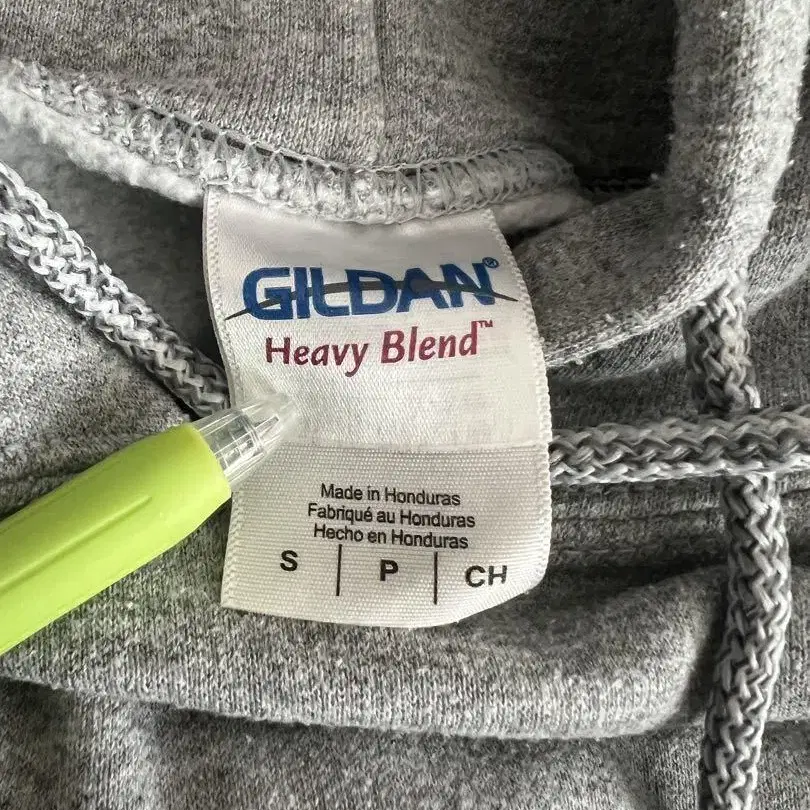 GILDAN®
Heavy Blend™
Made in Honduras
Fabriqué au Honduras
Hecho en Honduras
S | P | CH